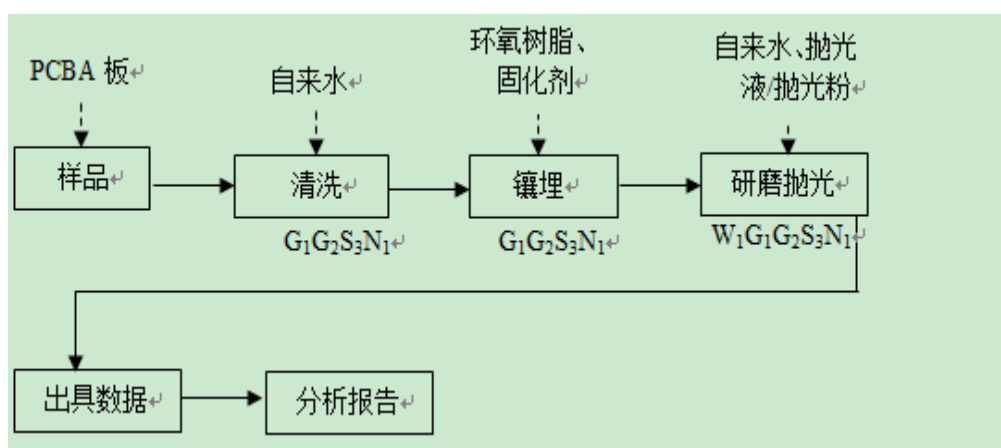 PCBA 板
自来水
环氧树脂、
固化剂
自来水、抛光
液/抛光粉
样品
清洗
镶埋
研磨抛光
G₁G₂S₃N₁
G₁G₂S₃N₁
W₁G₁G₂S₃N₁
出具数据
分析报告